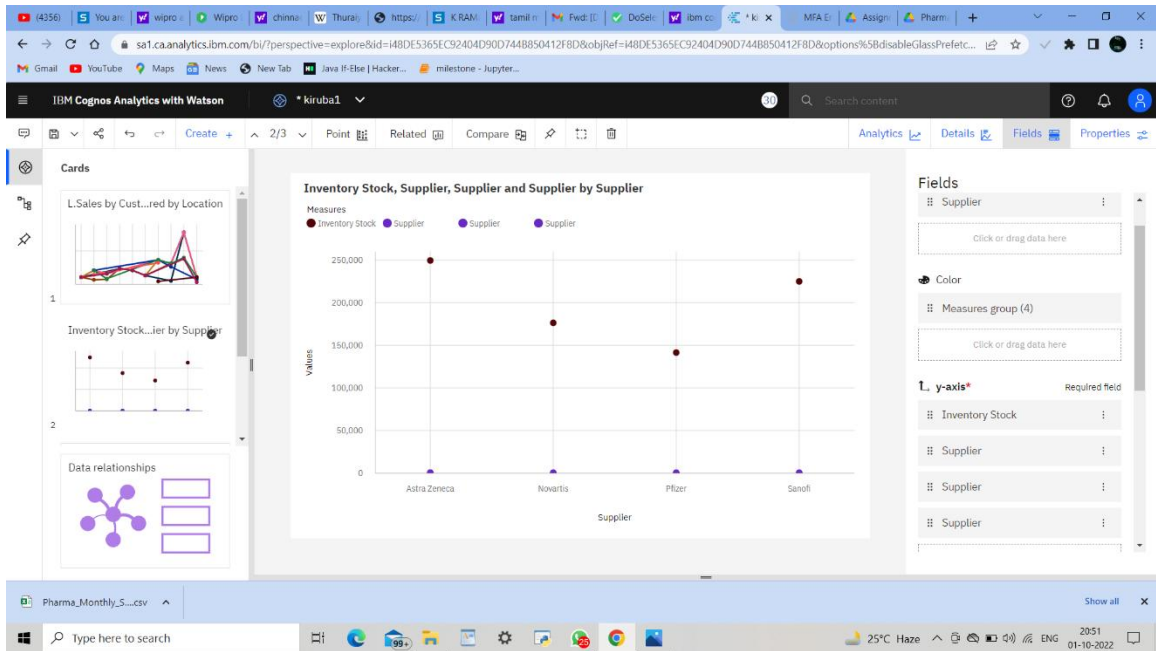 (4356) S You are wipro a Wipro chinna W Thuraiy https:// S K RAM tamil n Fwd: [D DoSele ibm co * ki x MFA Er Assign Pharm +
sa1.ca.analytics.ibm.com/bi/?perspective=explore&id=i48DE5365EC92404D90D744B850412F8D&objRef=i48DE5365EC92404D90D744B850412F8D&options%5BdisableGlassPrefetc...
Gmail YouTube Maps News New Tab Java If-Else | Hacker... milestone - Jupyter...
IBM Cognos Analytics with Watson * kiruba1 30 Search content
Create + 2/3 Point Related Compare Analytics Details Fields Properties
Cards
L.Sales by Cust...red by Location
1
Inventory Stock...ier by Supplier
2
Data relationships
Inventory Stock, Supplier, Supplier and Supplier by Supplier
Measures
Inventory Stock Supplier Supplier Supplier
250,000
200,000
150,000
100,000
50,000
0
Values
Astra Zeneca Novartis Pfizer Sanofi
Supplier
Fields
Supplier
Click or drag data here
Color
Measures group (4)
Click or drag data here
y-axis* Required field
Inventory Stock
Supplier
Supplier
Supplier
Pharma_Monthly_S....csv Show all
Type here to search 99+ 25 25°C Haze ENG 20:51
01-10-2022